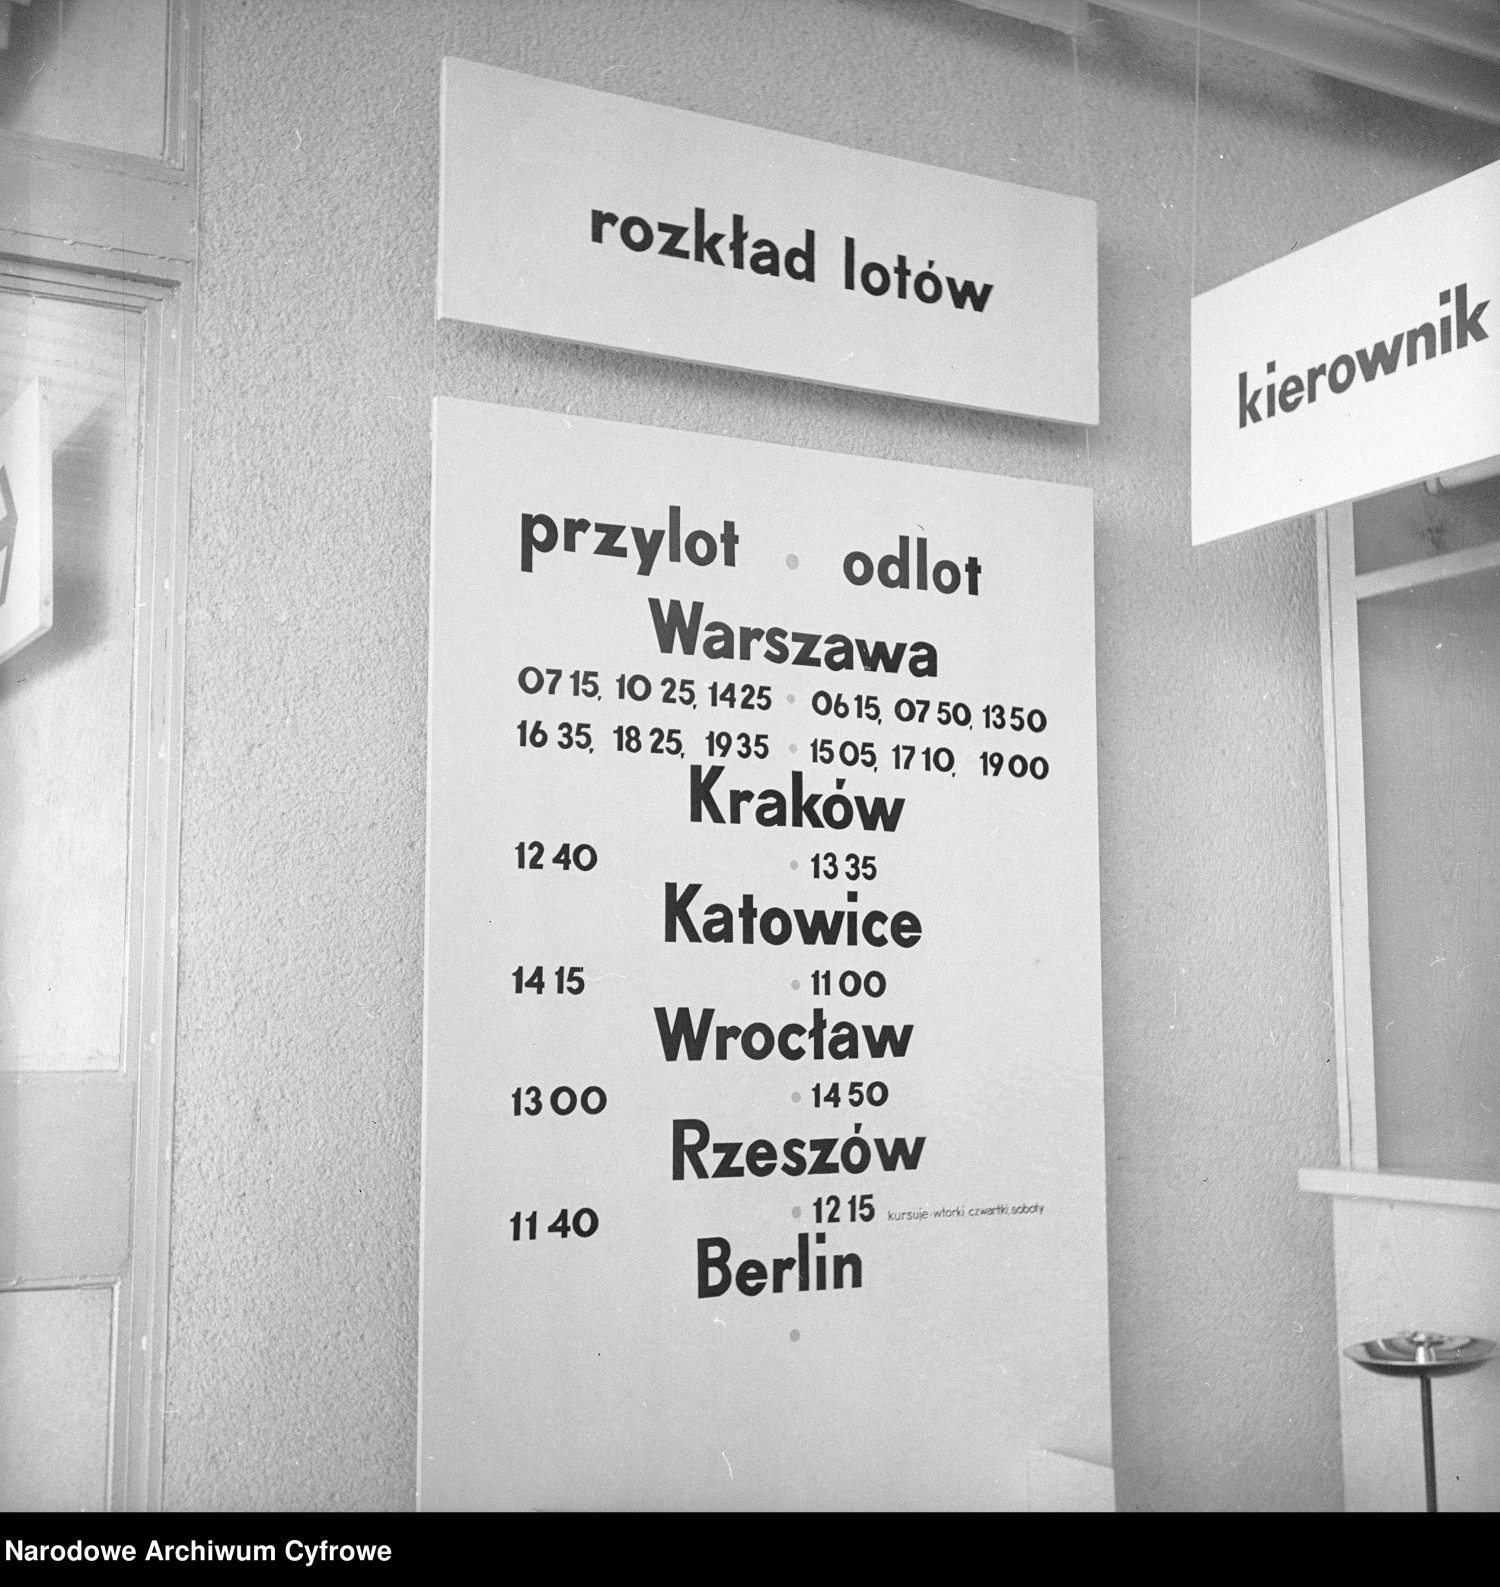 rozkład lotów
kierownik
przylot • odlot
Warszawa
07 15, 10 25, 14 25 • 06 15, 07 50, 13 50
16 35, 18 25, 19 35 • 15 05, 17 10, 19 00
Kraków
12 40 • 13 35
Katowice
14 15 • 11 00
Wrocław
13 00 • 14 50
Rzeszów
11 40 • 12 15 kursuje-wtorki, czwartki, soboty
Berlin
•
Narodowe Archiwum Cyfrowe